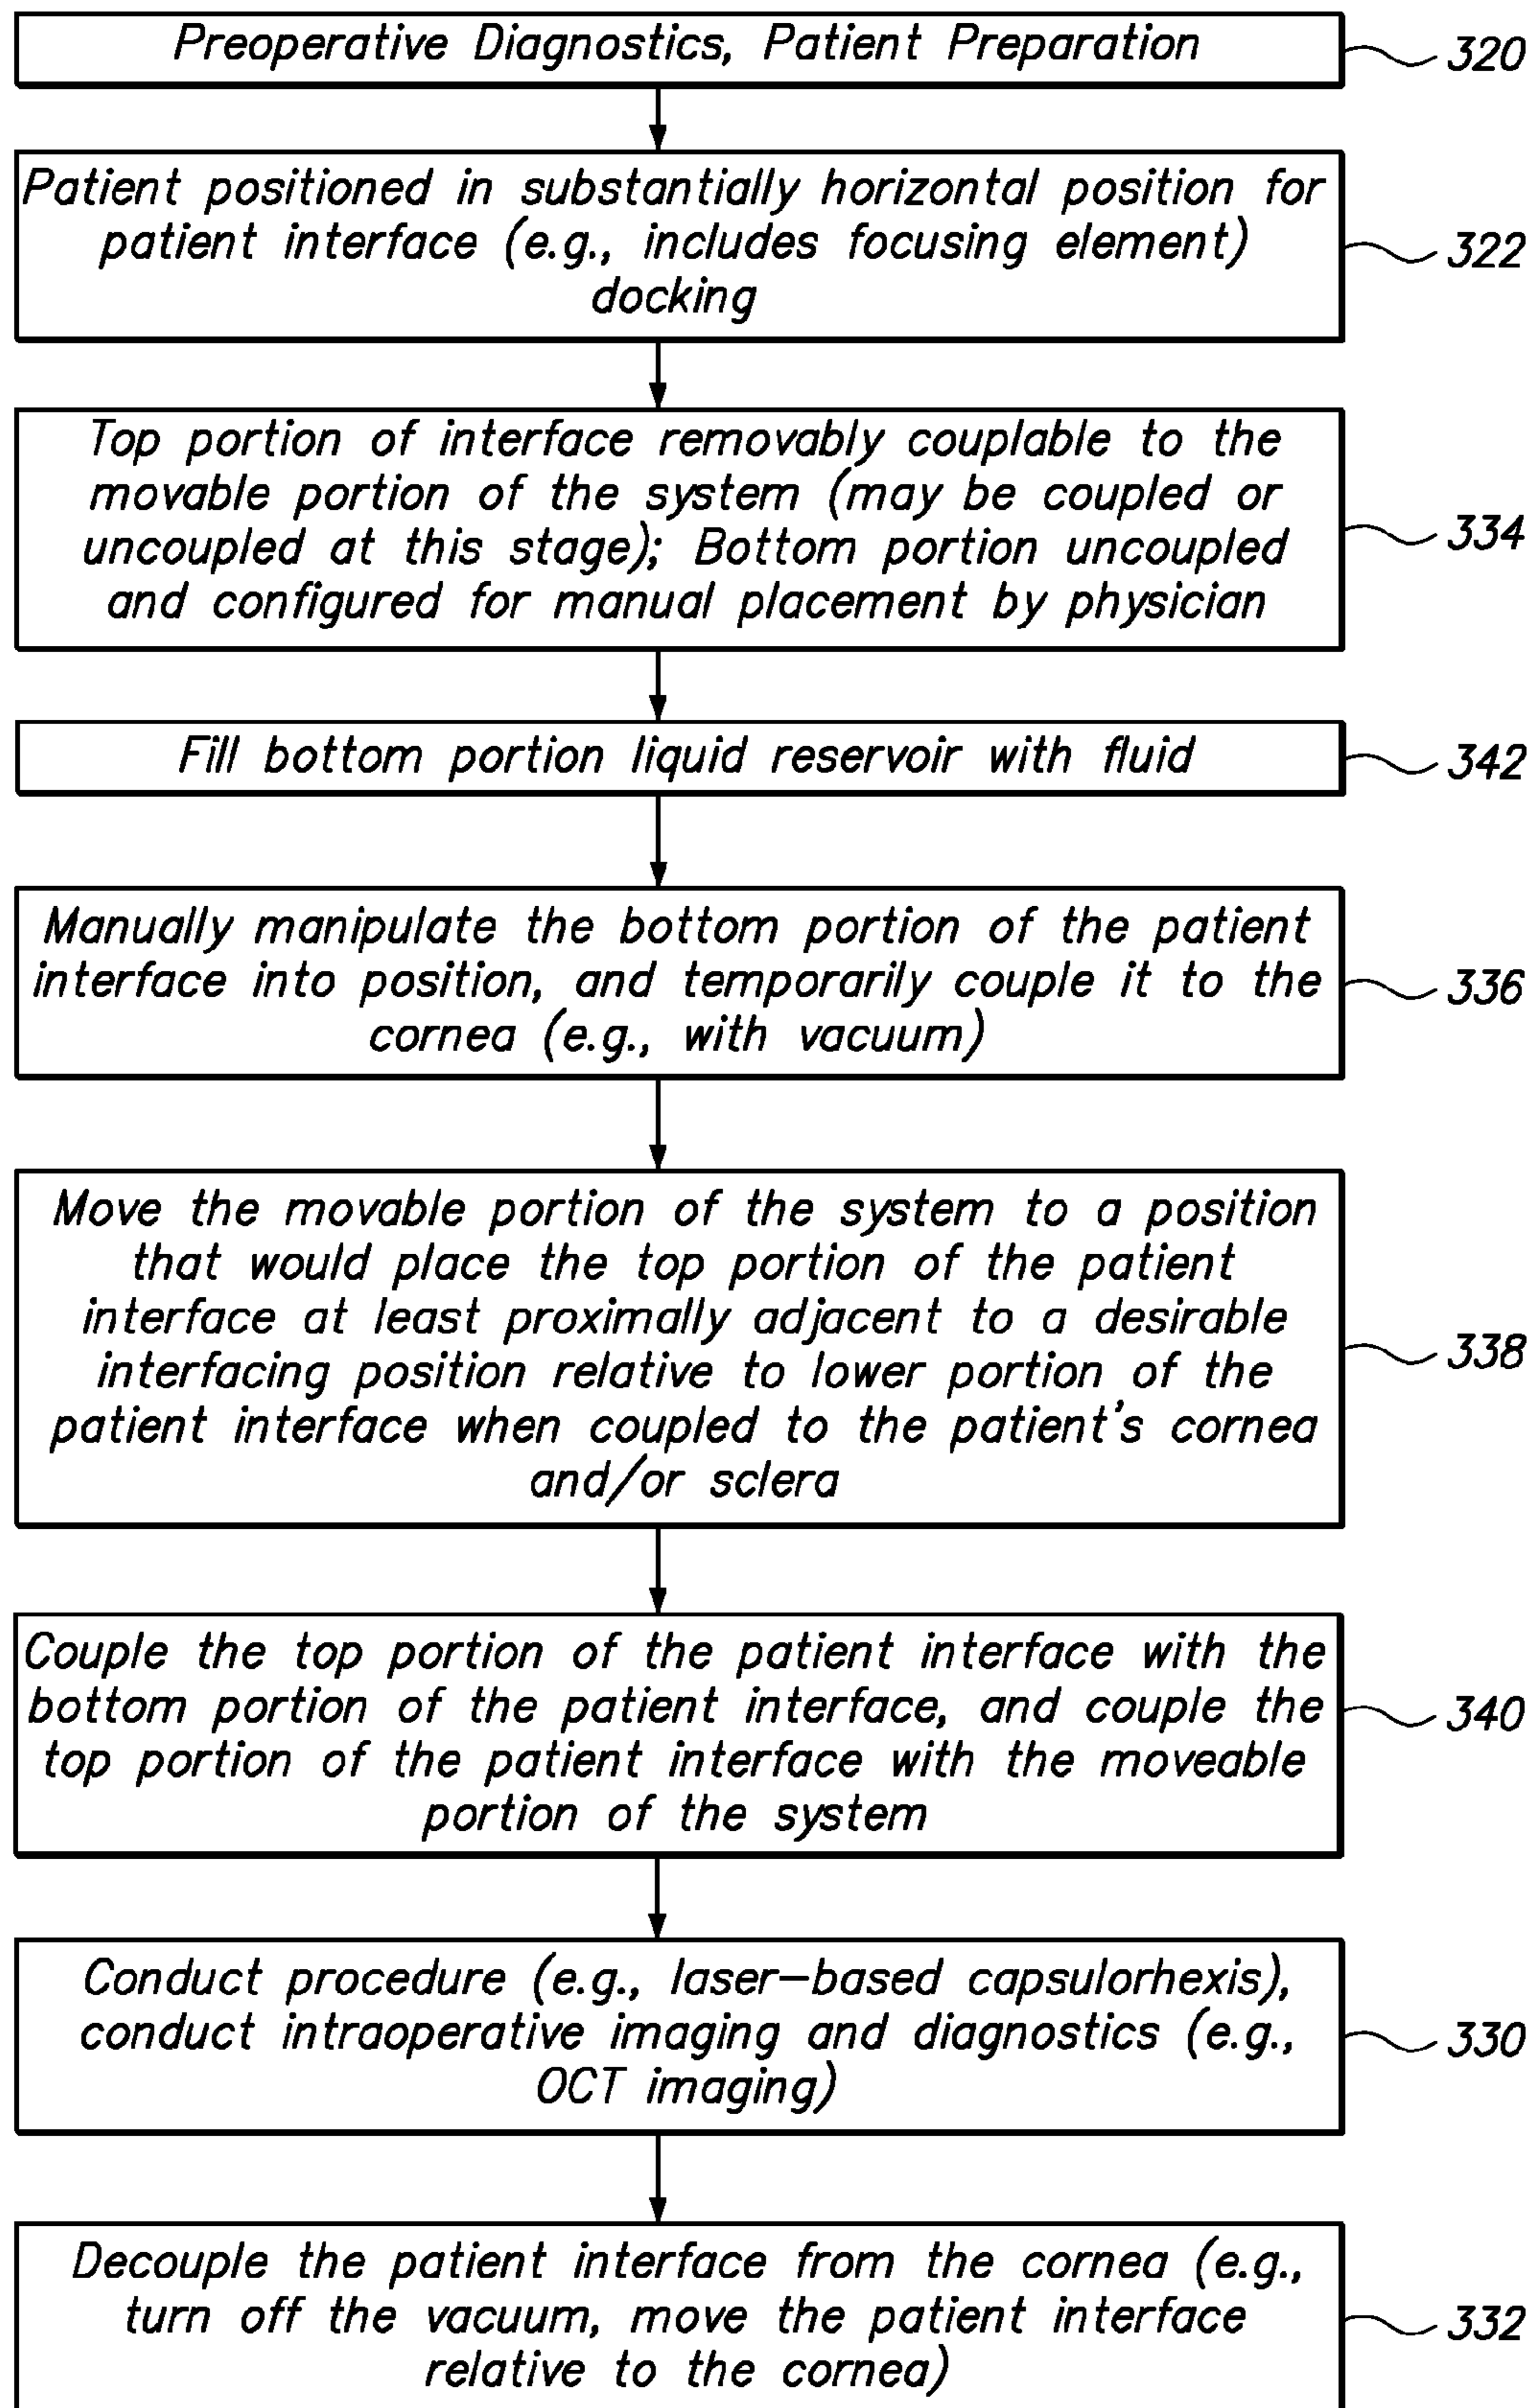 Preoperative Diagnostics, Patient Preparation
320
Patient positioned in substantially horizontal position for
patient interface (e.g., includes focusing element)
docking
322
Top portion of interface removably couplable to the
movable portion of the system (may be coupled or
uncoupled at this stage); Bottom portion uncoupled
and configured for manual placement by physician
334
Fill bottom portion liquid reservoir with fluid
342
Manually manipulate the bottom portion of the patient
interface into position, and temporarily couple it to the
cornea (e.g., with vacuum)
336
Move the movable portion of the system to a position
that would place the top portion of the patient
interface at least proximally adjacent to a desirable
interfacing position relative to lower portion of the
patient interface when coupled to the patient's cornea
and/or sclera
338
Couple the top portion of the patient interface with the
bottom portion of the patient interface, and couple the
top portion of the patient interface with the moveable
portion of the system
340
Conduct procedure (e.g., laser-based capsulorhexis),
conduct intraoperative imaging and diagnostics (e.g.,
OCT imaging)
330
Decouple the patient interface from the cornea (e.g.,
turn off the vacuum, move the patient interface
relative to the cornea)
332